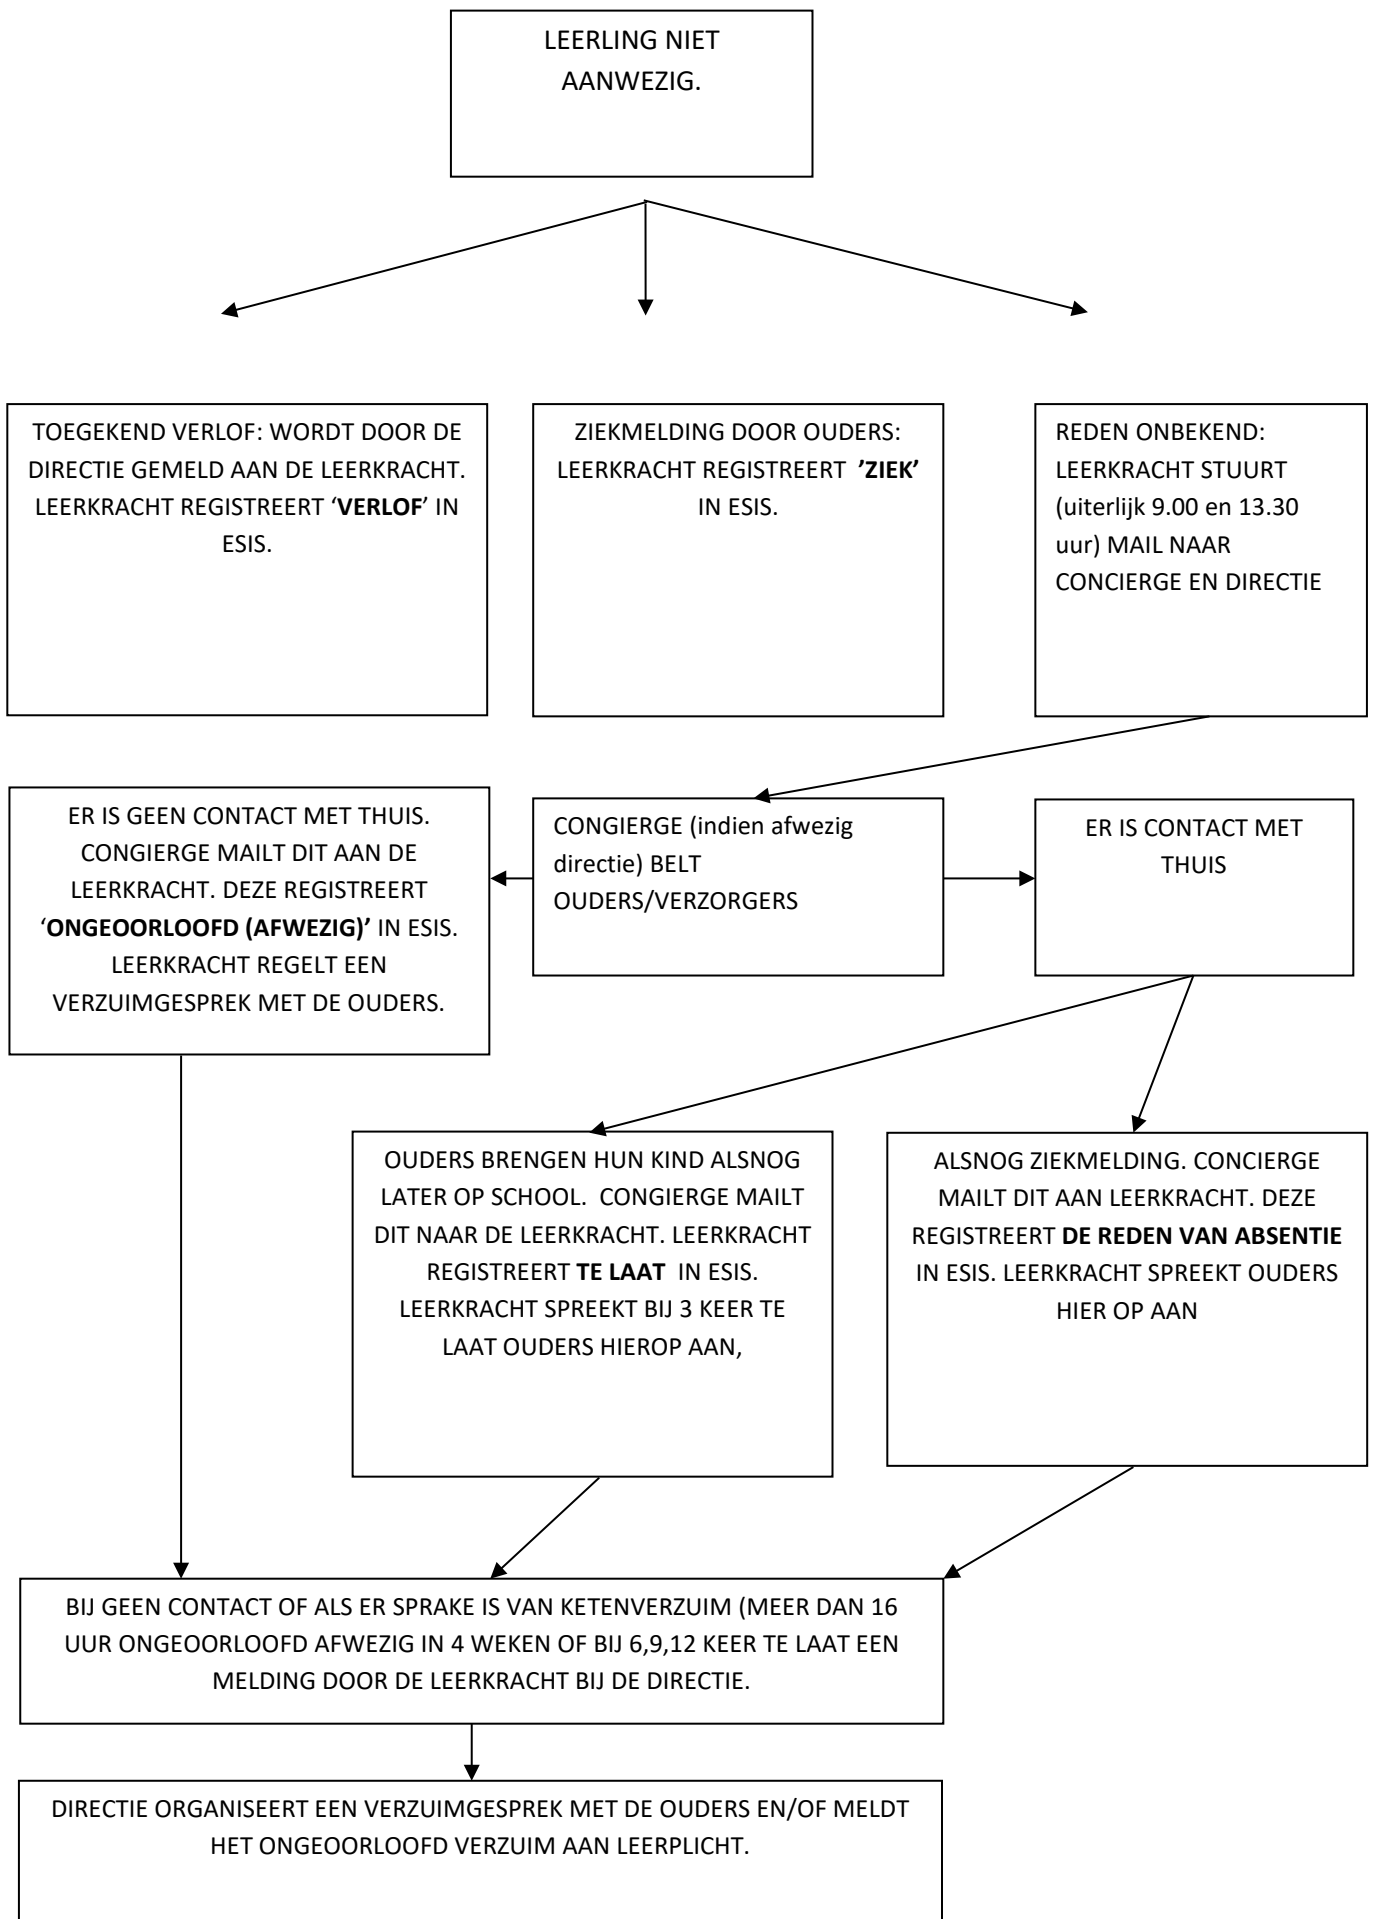 LEERLING NIET
AANWEZIG.
TOEGEKEND VERLOF: WORDT DOOR DE
DIRECTIE GEMELD AAN DE LEERKRACHT.
LEERKRACHT REGISTREERT ‘VERLOF’ IN
ESIS.
ZIEKMELDING DOOR OUDERS:
LEERKRACHT REGISTREERT ’ZIEK’
IN ESIS.
REDEN ONBEKEND:
LEERKRACHT STUURT
(uiterlijk 9.00 en 13.30
uur) MAIL NAAR
CONCIERGE EN DIRECTIE
ER IS GEEN CONTACT MET THUIS.
CONGIERGE MAILT DIT AAN DE
LEERKRACHT. DEZE REGISTREERT
‘ONGEOORLOOFD (AFWEZIG)’ IN ESIS.
LEERKRACHT REGELT EEN
VERZUIMGESPREK MET DE OUDERS.
CONGIERGE (indien afwezig
directie) BELT
OUDERS/VERZORGERS
ER IS CONTACT MET
THUIS
OUDERS BRENGEN HUN KIND ALSNOG
LATER OP SCHOOL. CONGIERGE MAILT
DIT NAAR DE LEERKRACHT. LEERKRACHT
REGISTREERT TE LAAT IN ESIS.
LEERKRACHT SPREEKT BIJ 3 KEER TE
LAAT OUDERS HIEROP AAN,
ALSNOG ZIEKMELDING. CONCIERGE
MAILT DIT AAN LEERKRACHT. DEZE
REGISTREERT DE REDEN VAN ABSENTIE
IN ESIS. LEERKRACHT SPREEKT OUDERS
HIER OP AAN
BIJ GEEN CONTACT OF ALS ER SPRAKE IS VAN KETENVERZUIM (MEER DAN 16
UUR ONGEOORLOOFD AFWEZIG IN 4 WEKEN OF BIJ 6,9,12 KEER TE LAAT EEN
MELDING DOOR DE LEERKRACHT BIJ DE DIRECTIE.
DIRECTIE ORGANISEERT EEN VERZUIMGESPREK MET DE OUDERS EN/OF MELDT
HET ONGEOORLOOFD VERZUIM AAN LEERPLICHT.